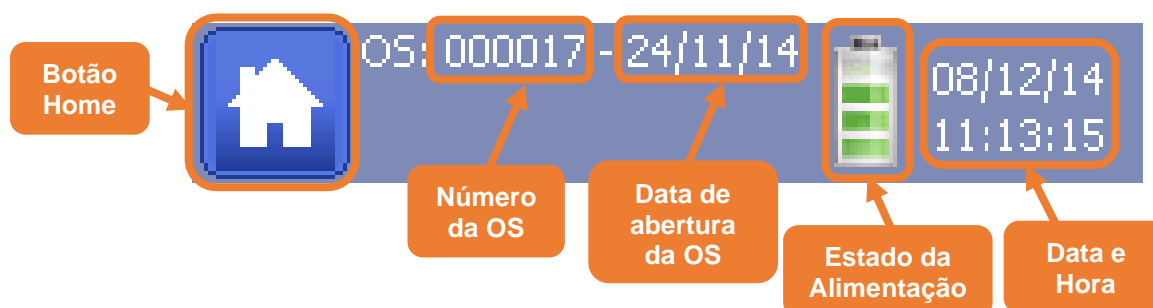 OS: 000017 - 24/11/14
08/12/14
11:13:15
Botão
Home
Número
da OS
Data de
abertura
da OS
Estado da
Alimentação
Data e
Hora